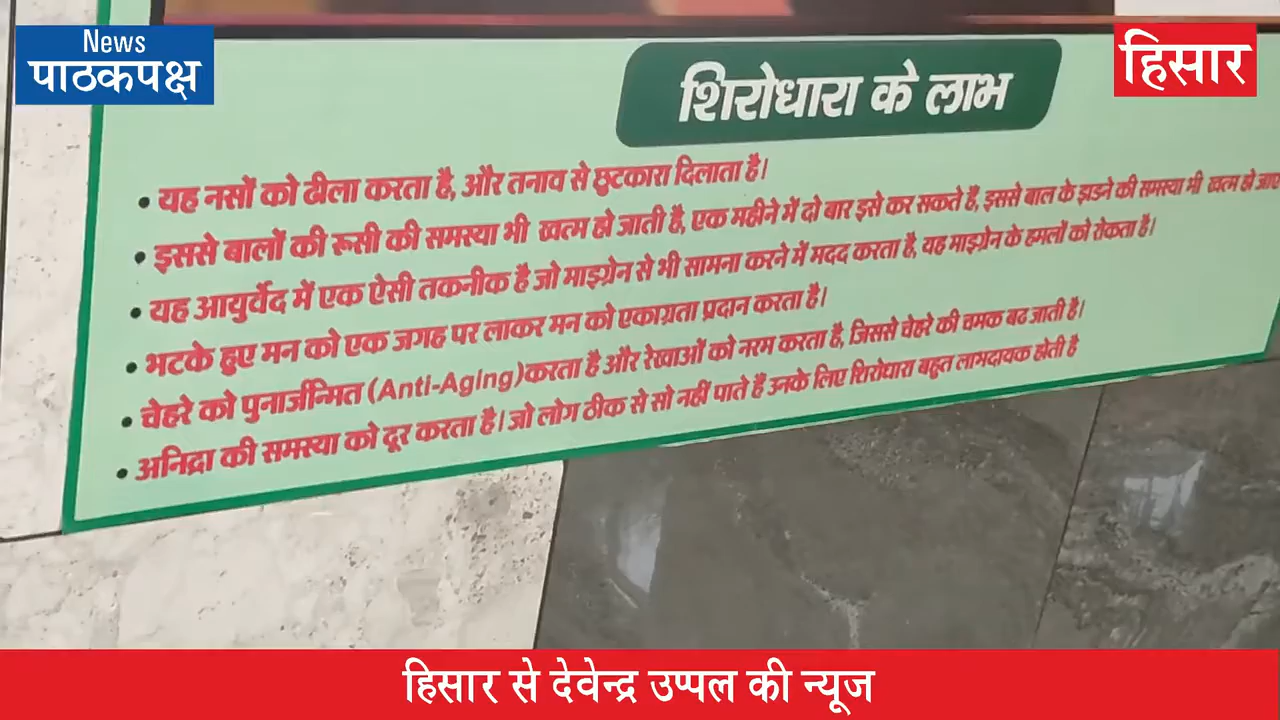 News
पाठकपक्ष
हिसार
शिरोधारा के लाभ
• यह नसों को ढीला करता है, और तनाव से छुटकारा दिलाता है।
• इससे बालों की रूसी की समस्या भी खत्म हो जाती है, एक महीने में दो बार इसे कर सकते हैं, इससे बाल के झडने की समस्या भी खत्म हो
• यह आयुर्वेद में एक ऐसी तकनीक है जो माइग्रेन से भी सामना करने में मदद करता है, यह माइग्रेन के हमलों को रोकता है।
• भटके हुए मन को एक जगह पर लाकर मन को एकाग्रता प्रदान करता है।
• चेहरे को पुनार्जन्मित (Anti-Aging)करता है और रेखाओं को नरम करता है, जिससे चेहरे की चमक बढ जाती है।
• अनिद्रा की समस्या को दूर करता है। जो लोग ठीक से सो नहीं पाते हैं उनके लिए शिरोधारा बहुत लाभदायक होती है
हिसार से देवेन्द्र उप्पल की न्यूज